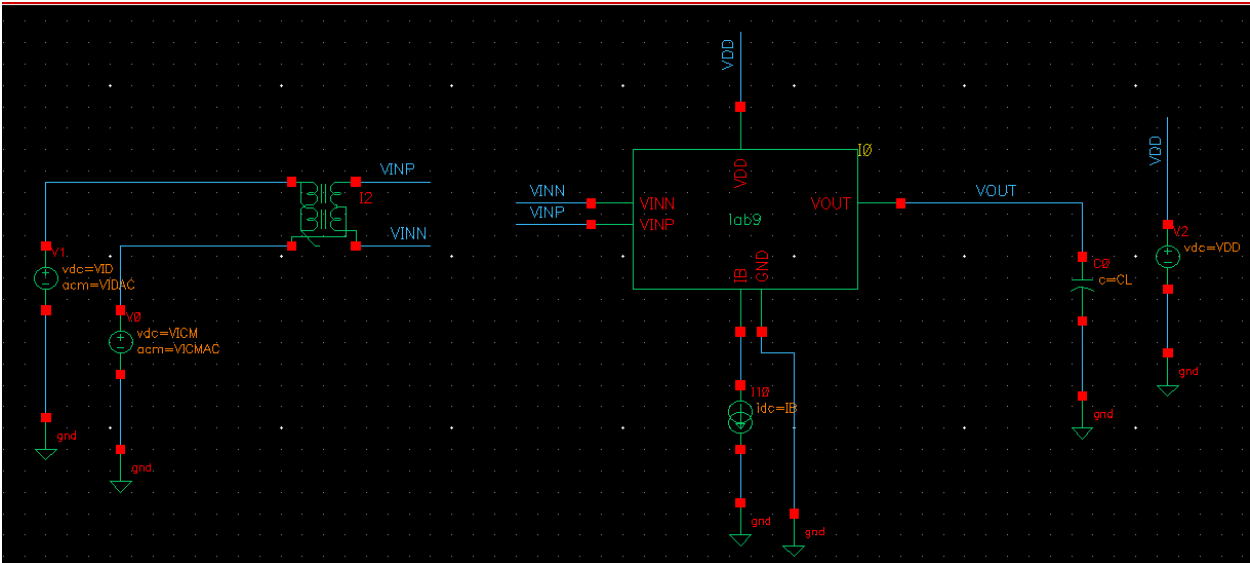 VDD
I0
VDD
VINP
I2
VINN
VINN
VINP
VINN
VINP
lab9
VOUT
VOUT
VDD
V1
vdc=VID
acm=VIDAC
V0
vdc=VICM
acm=VICMAC
IB
GND
C0
c=CL
V2
vdc=VDD
I10
idc=IB
gnd
gnd
gnd
gnd
gnd
gnd